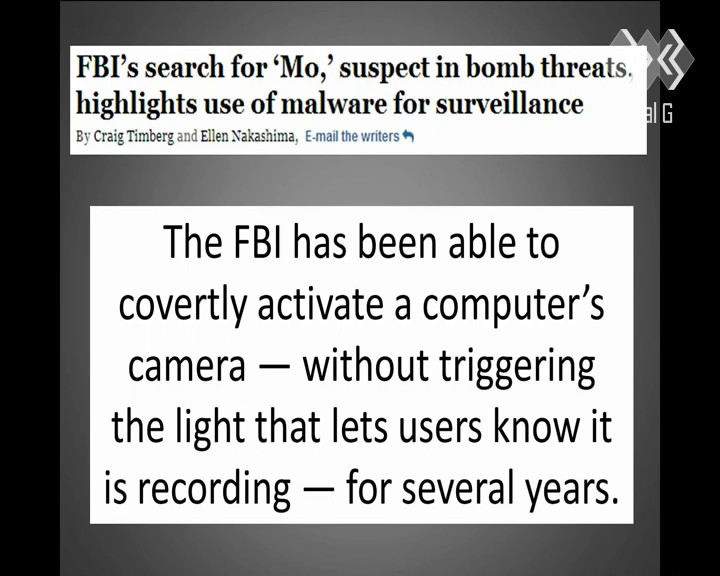 FBI's search for ‘Mo,’ suspect in bomb threats,
highlights use of malware for surveillance
By Craig Timberg and Ellen Nakashima, E-mail the writers
al G
The FBI has been able to
covertly activate a computer's
camera — without triggering
the light that lets users know it
is recording — for several years.